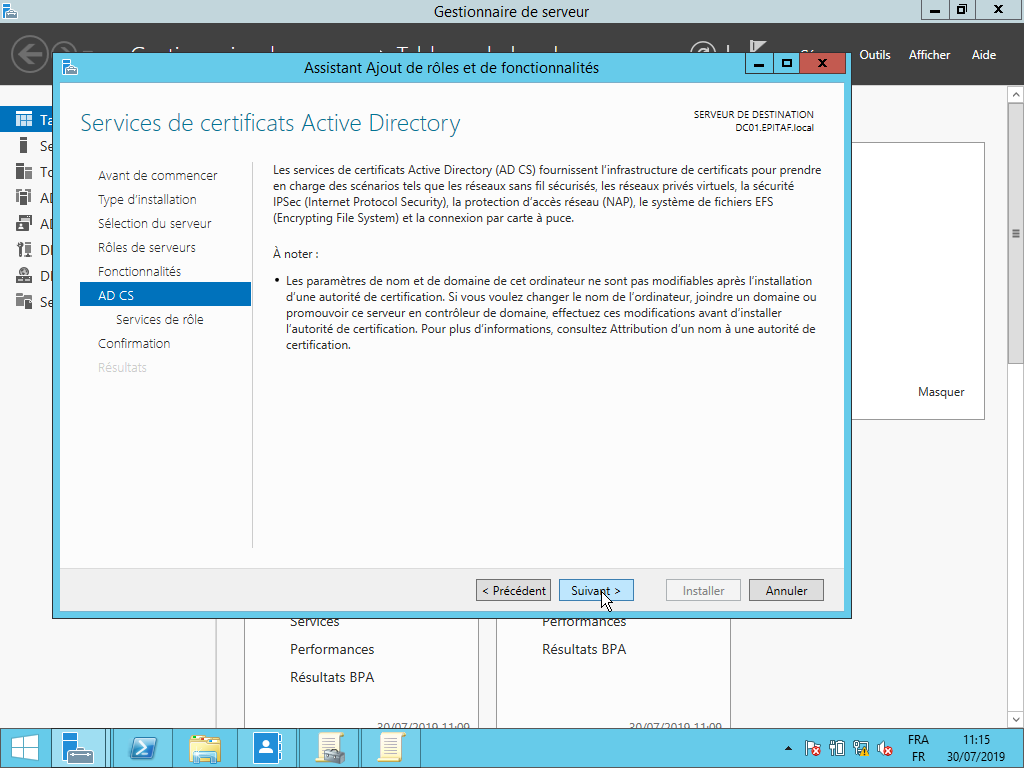 Gestionnaire de serveur
Outils
Afficher
Aide
Assistant Ajout de rôles et de fonctionnalités
Services de certificats Active Directory
SERVEUR DE DESTINATION
DC01.EPITAF.local
Avant de commencer
Type d'installation
Sélection du serveur
Rôles de serveurs
Fonctionnalités
AD CS
Services de rôle
Confirmation
Résultats
Les services de certificats Active Directory (AD CS) fournissent l'infrastructure de certificats pour prendre
en charge des scénarios tels que les réseaux sans fil sécurisés, les réseaux privés virtuels, la sécurité
IPSec (Internet Protocol Security), la protection d'accès réseau (NAP), le système de fichiers EFS
(Encrypting File System) et la connexion par carte à puce.
À noter :
• Les paramètres de nom et de domaine de cet ordinateur ne sont pas modifiables après l'installation
d'une autorité de certification. Si vous voulez changer le nom de l'ordinateur, joindre un domaine ou
promouvoir ce serveur en contrôleur de domaine, effectuez ces modifications avant d'installer
l'autorité de certification. Pour plus d'informations, consultez Attribution d'un nom à une autorité de
certification.
Masquer
< Précédent
Suivant >
Installer
Annuler
Services
Performances
Résultats BPA
30/07/2019 11:09
Performances
Résultats BPA
30/07/2019 11:09
FRA
FR
11:15
30/07/2019